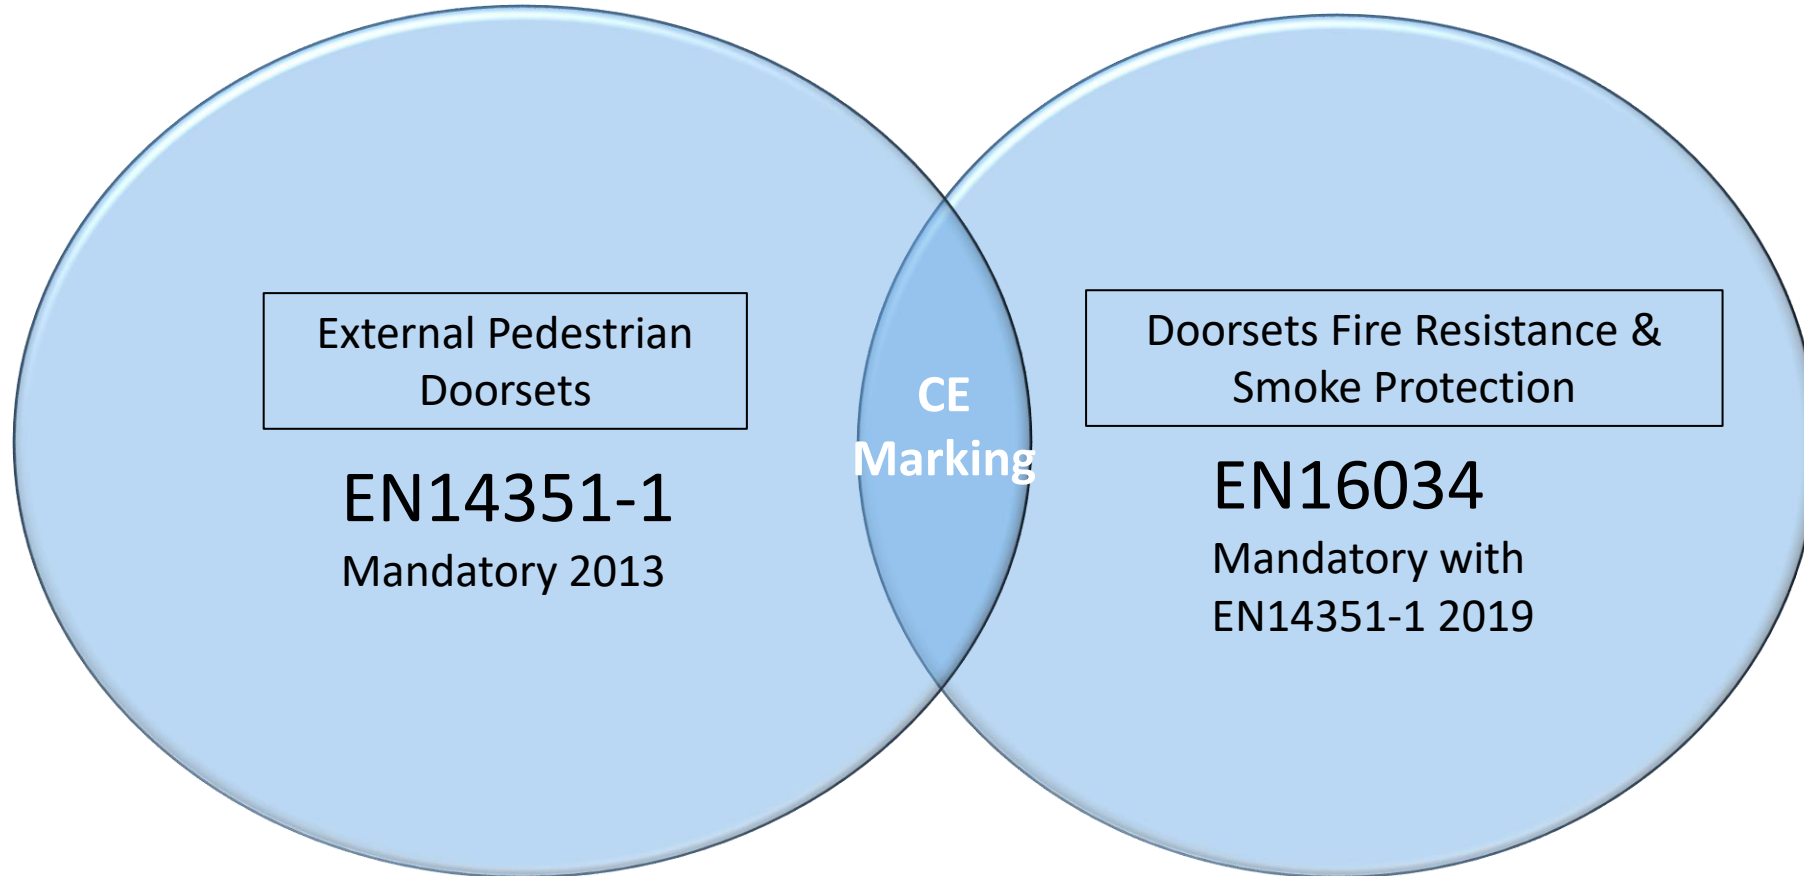 External Pedestrian
Doorsets
EN14351-1
Mandatory 2013
CE
Marking
Doorsets Fire Resistance &
Smoke Protection
EN16034
Mandatory with
EN14351-1 2019